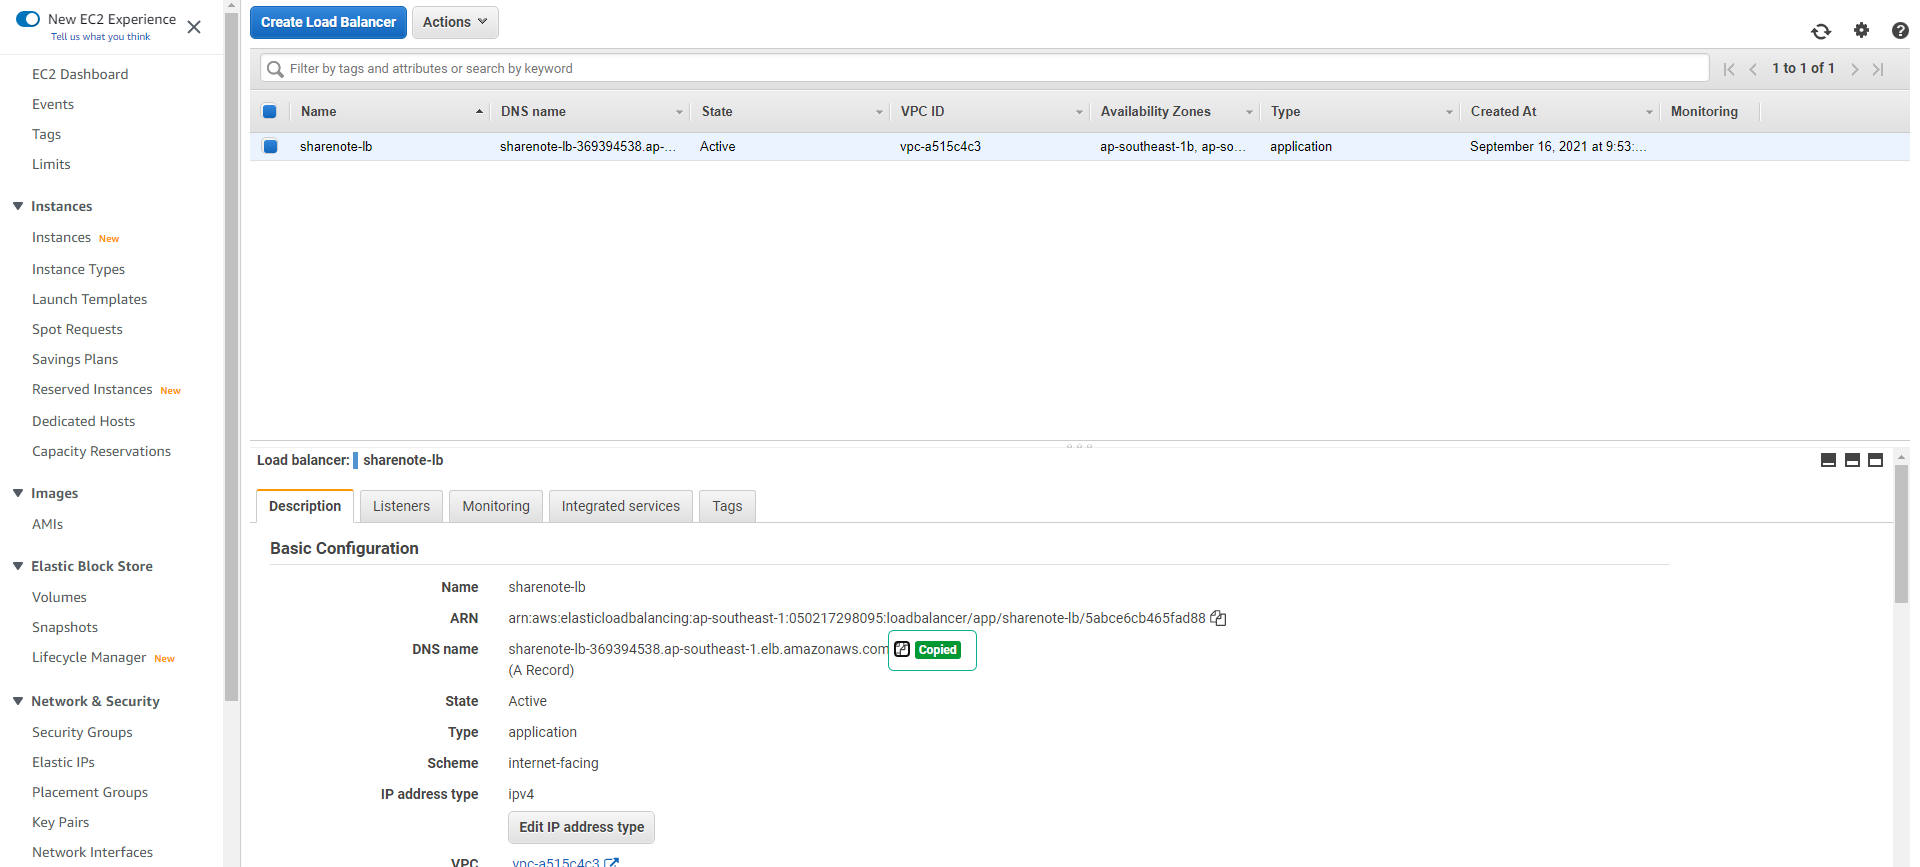 New EC2 Experience
Tell us what you think
EC2 Dashboard
Events
Tags
Limits
Instances
Instances New
Instance Types
Launch Templates
Spot Requests
Savings Plans
Reserved Instances New
Dedicated Hosts
Capacity Reservations
Images
AMIs
Elastic Block Store
Volumes
Snapshots
Lifecycle Manager New
Network & Security
Security Groups
Elastic IPs
Placement Groups
Key Pairs
Network Interfaces
Create Load Balancer Actions
Filter by tags and attributes or search by keyword 1 to 1 of 1
Name DNS name State VPC ID Availability Zones Type Created At Monitoring
sharenote-lb sharenote-lb-369394538.ap-... Active vpc-a515c4c3 ap-southeast-1b, ap-so... application September 16, 2021 at 9:53:...
Load balancer: sharenote-lb
Description Listeners Monitoring Integrated services Tags
Basic Configuration
Name sharenote-lb
ARN arn:aws:elasticloadbalancing:ap-southeast-1:050217298095:loadbalancer/app/sharenote-lb/5abce6cb465fad88
DNS name sharenote-lb-369394538.ap-southeast-1.elb.amazonaws.com Copied
(A Record)
State Active
Type application
Scheme internet-facing
IP address type ipv4
Edit IP address type
VPC vpc-a515c4c3